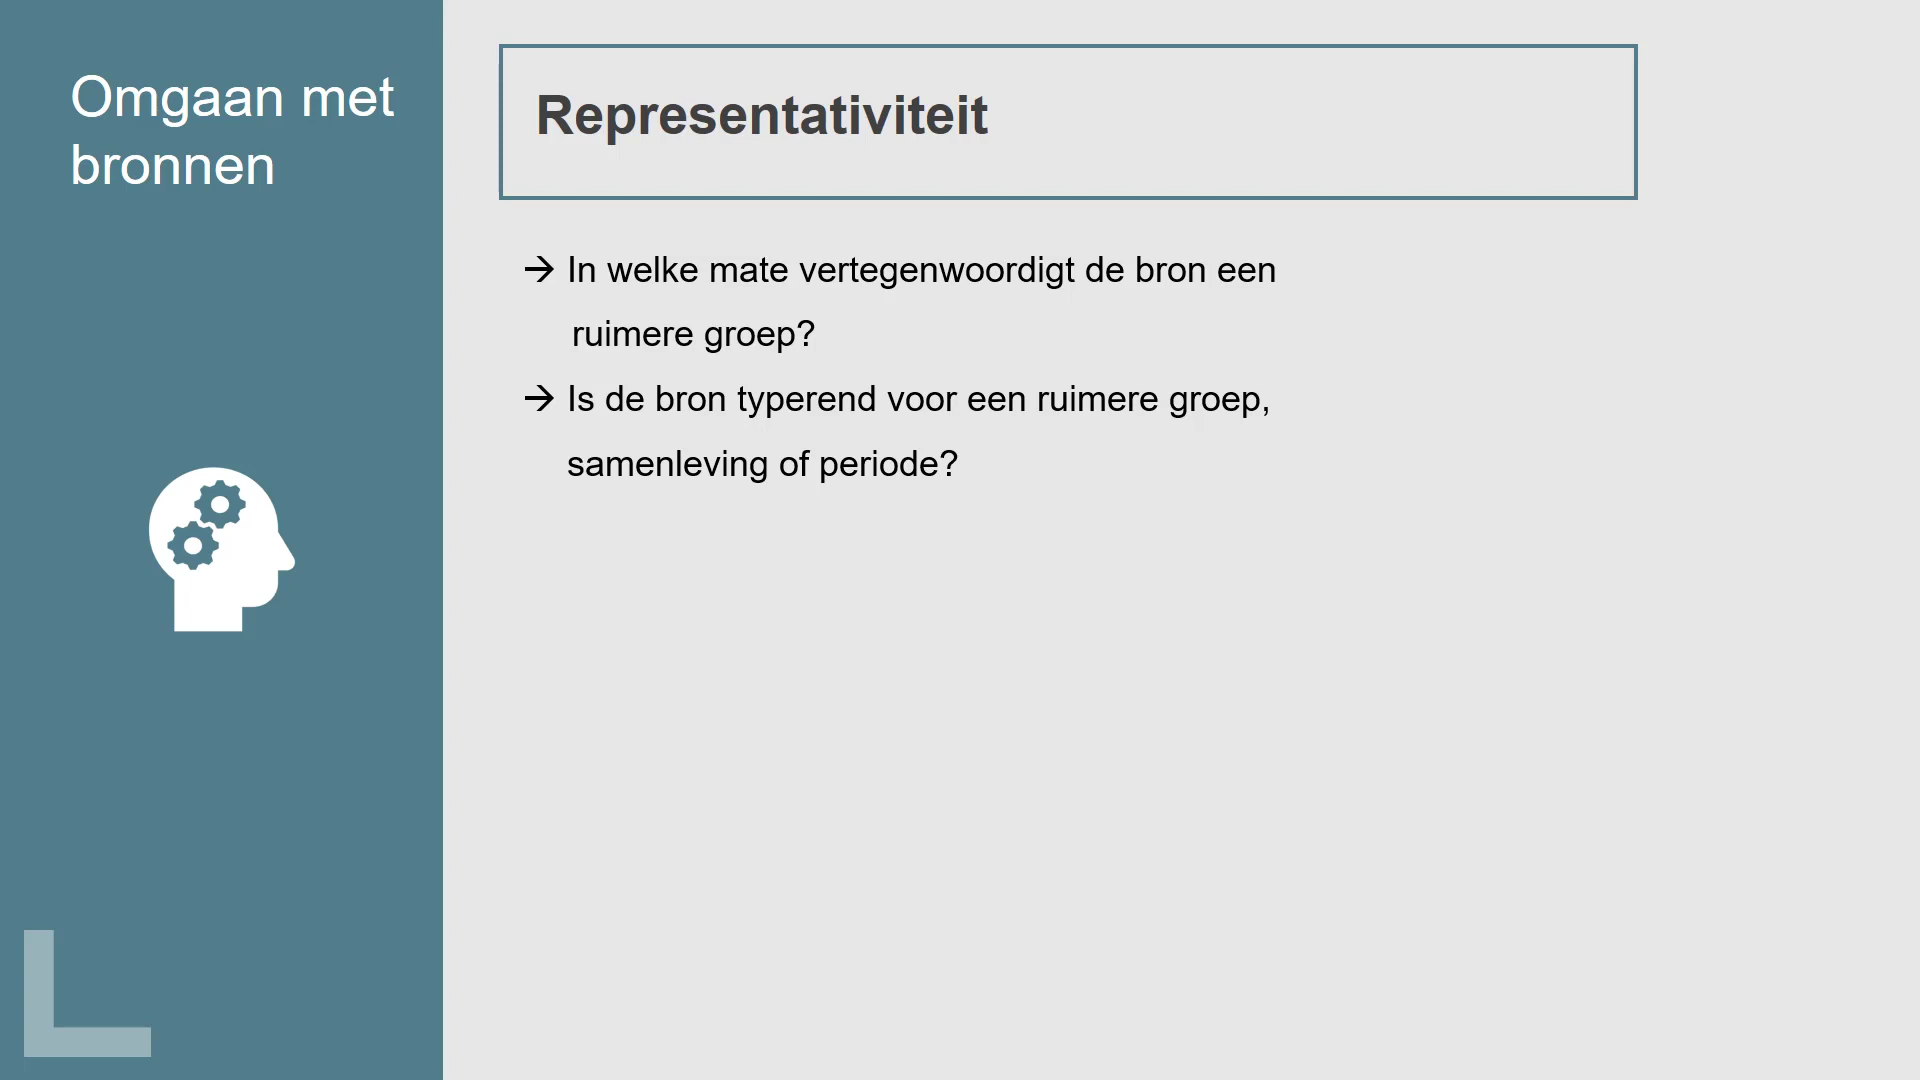 Omgaan met
bronnen
Representativiteit
→ In welke mate vertegenwoordigt de bron een
ruimere groep?
→ Is de bron typerend voor een ruimere groep,
samenleving of periode?